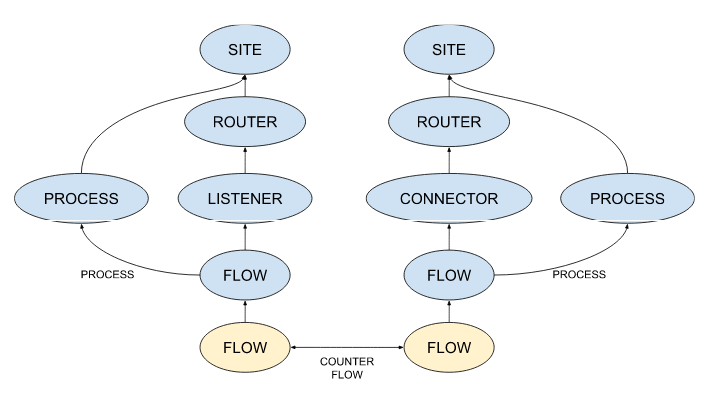 SITE
SITE
ROUTER
ROUTER
PROCESS
LISTENER
CONNECTOR
PROCESS
PROCESS
FLOW
FLOW
PROCESS
FLOW
COUNTER
FLOW
FLOW